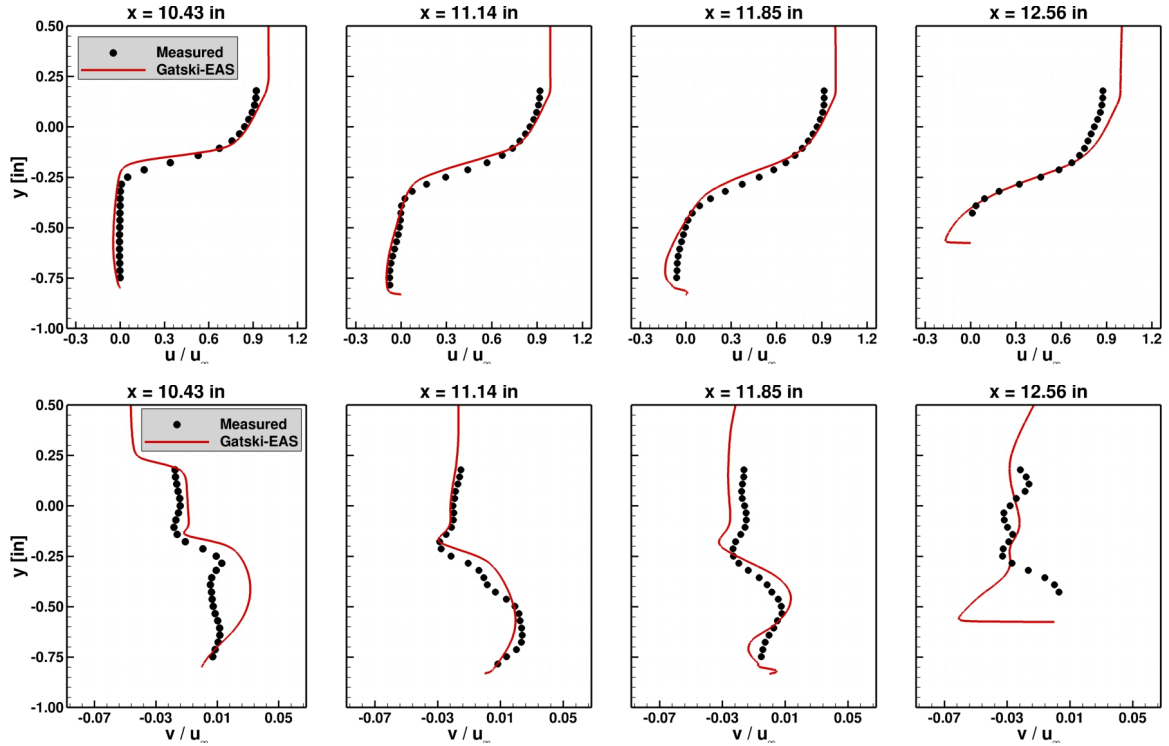 x = 10.43 in
x = 11.14 in
x = 11.85 in
x = 12.56 in
0.50
0.25
0.00
-0.25
-0.50
-0.75
-1.00
y [in]
Measured
Gatski-EAS
-0.3 0.0 0.3 0.6 0.9 1.2
-0.3 0.0 0.3 0.6 0.9 1.2
-0.3 0.0 0.3 0.6 0.9 1.2
-0.3 0.0 0.3 0.6 0.9 1.2
u / u∞
u / u∞
u / u∞
u / u∞
x = 10.43 in
x = 11.14 in
x = 11.85 in
x = 12.56 in
0.50
0.25
0.00
-0.25
-0.50
-0.75
-1.00
y [in]
Measured
Gatski-EAS
-0.07 -0.03 0.01 0.05
-0.07 -0.03 0.01 0.05
-0.07 -0.03 0.01 0.05
-0.07 -0.03 0.01 0.05
v / u∞
v / u∞
v / u∞
v / u∞